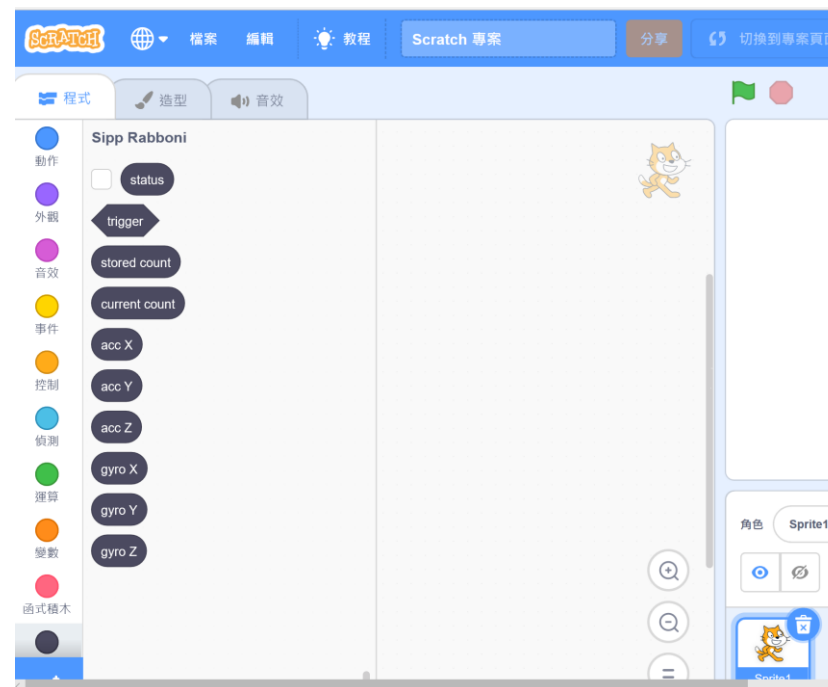 SCRATCH 檔案 編輯 教程 Scratch 專案 分享 切換到專案頁
程式 造型 音效
Sipp Rabboni
動作
status
外觀
trigger
音效
stored count
事件
current count
控制
acc X
acc Y
偵測
acc Z
運算
gyro X
gyro Y
變數
gyro Z
函式積木
角色 Sprite1
Sprite1